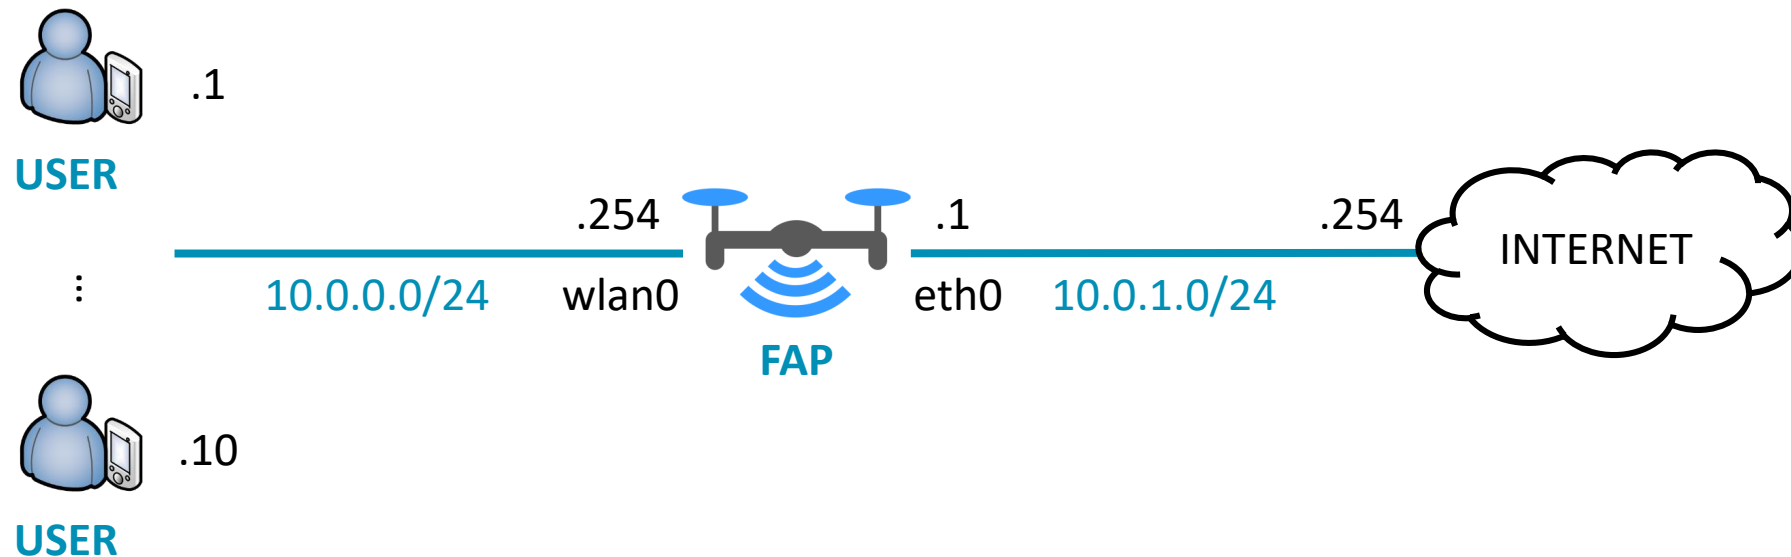 .1
USER
.254
.1
.254
INTERNET
...
10.0.0.0/24
wlan0
eth0
10.0.1.0/24
FAP
.10
USER